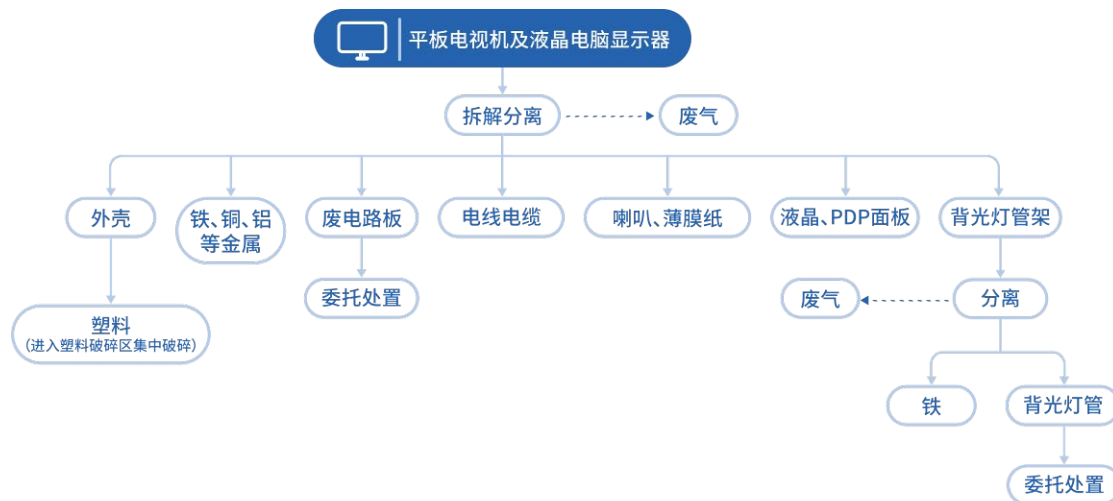 平板电视机及液晶电脑显示器
拆解分离
废气
外壳
铁、铜、铝
等金属
废电路板
电线电缆
喇叭、薄膜纸
液晶、PDP面板
背光灯管架
委托处置
废气
分离
塑料
(进入塑料破碎区集中破碎)
铁
背光灯管
委托处置